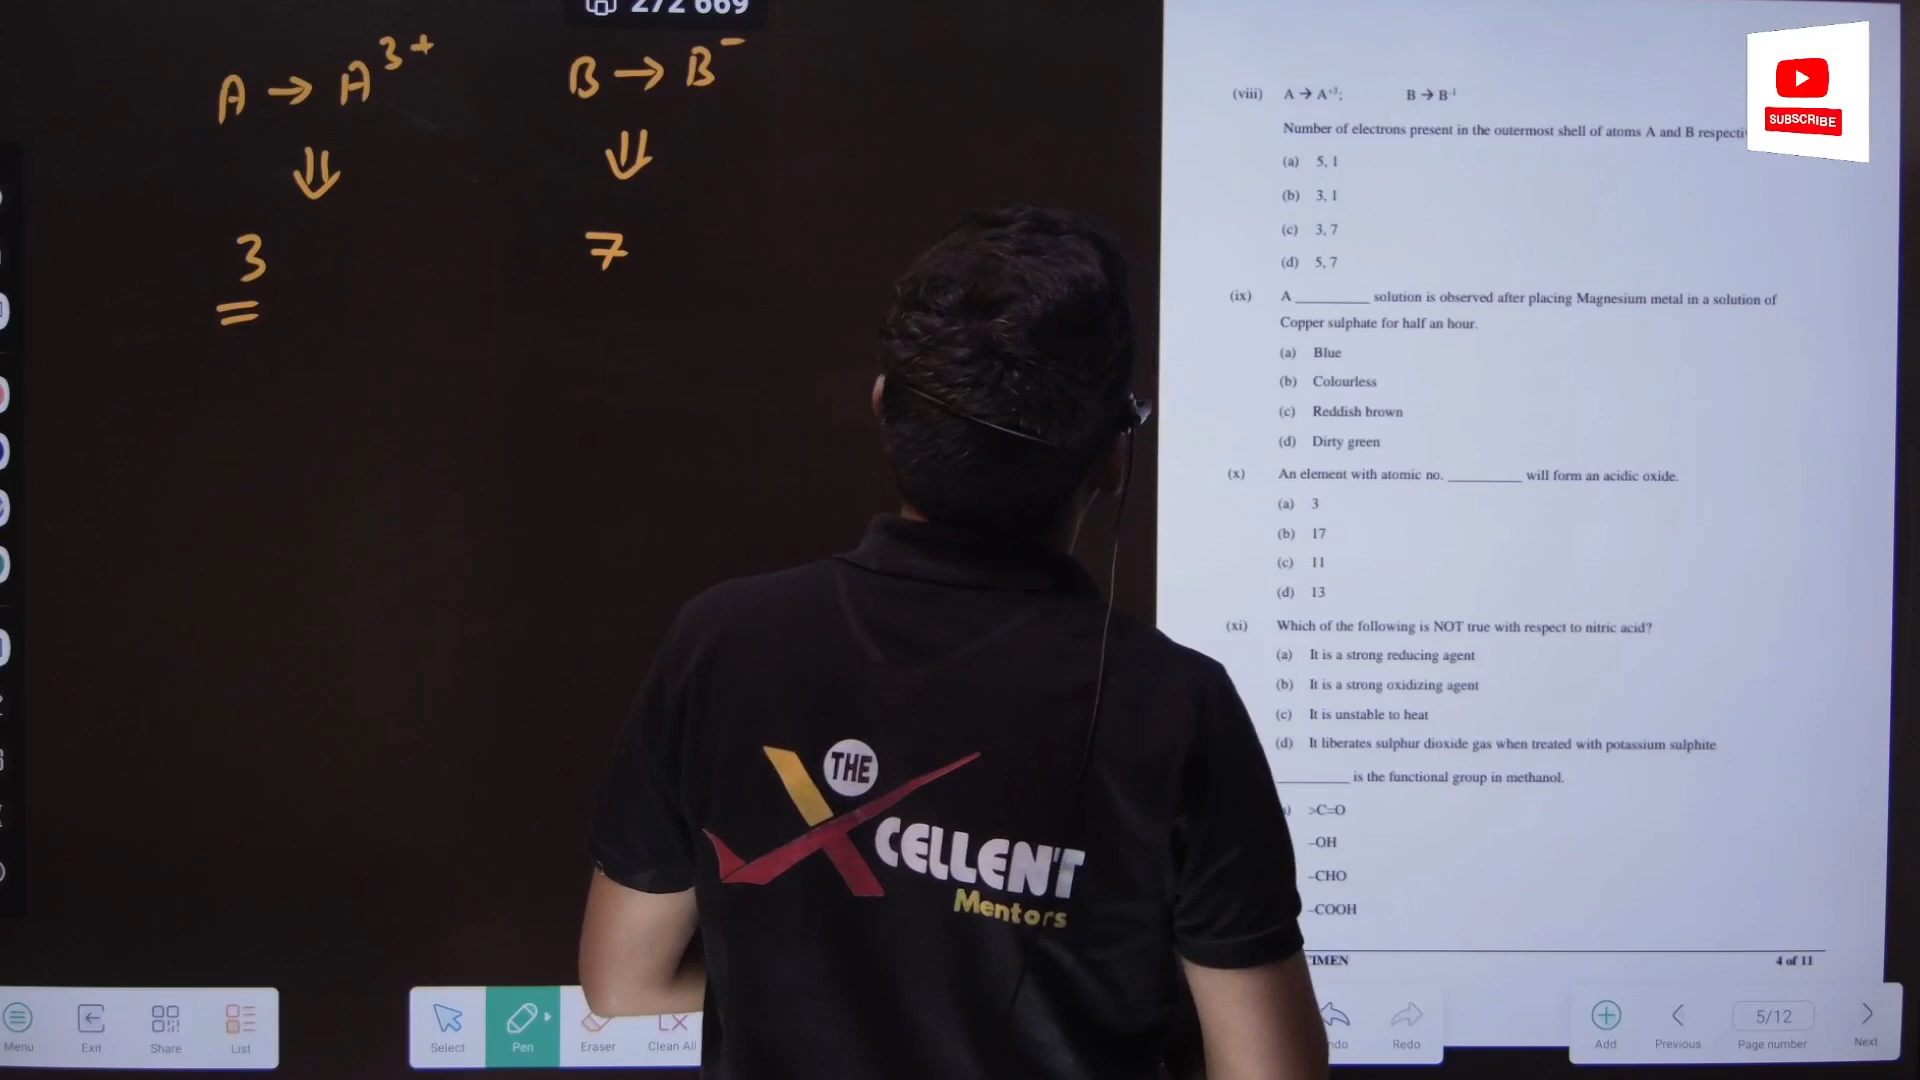 272 669
A → A³⁺
B → B⁻
⇓ ⇓
3 7
(viii) A → A⁺³; B → B⁻¹
Number of electrons present in the outermost shell of atoms A and B
(a) 5, 1
(b) 3, 1
(c) 3, 7
(d) 5, 7
(ix) A __________ solution is observed after placing Magnesium metal in a solution of
Copper sulphate for half an hour.
(a) Blue
(b) Colourless
(c) Reddish brown
(d) Dirty green
(x) An element with atomic no. __________ will form an acidic oxide.
(a) 3
(b) 17
(c) 11
(d) 13
(xi) Which of the following is NOT true with respect to nitric acid?
(a) It is a strong reducing agent
(b) It is a strong oxidizing agent
(c) It is unstable to heat
(d) It liberates sulphur dioxide gas when treated with potassium sulphite
__________ is the functional group in methanol.
>C=O
–OH
–CHO
–COOH
4 of 11
SUBSCRIBE
THE
XCELLENT
Mentors
Menu Exit Share List
Select Pen Eraser Clean All
Redo
Add Previous 5/12 Page number Next